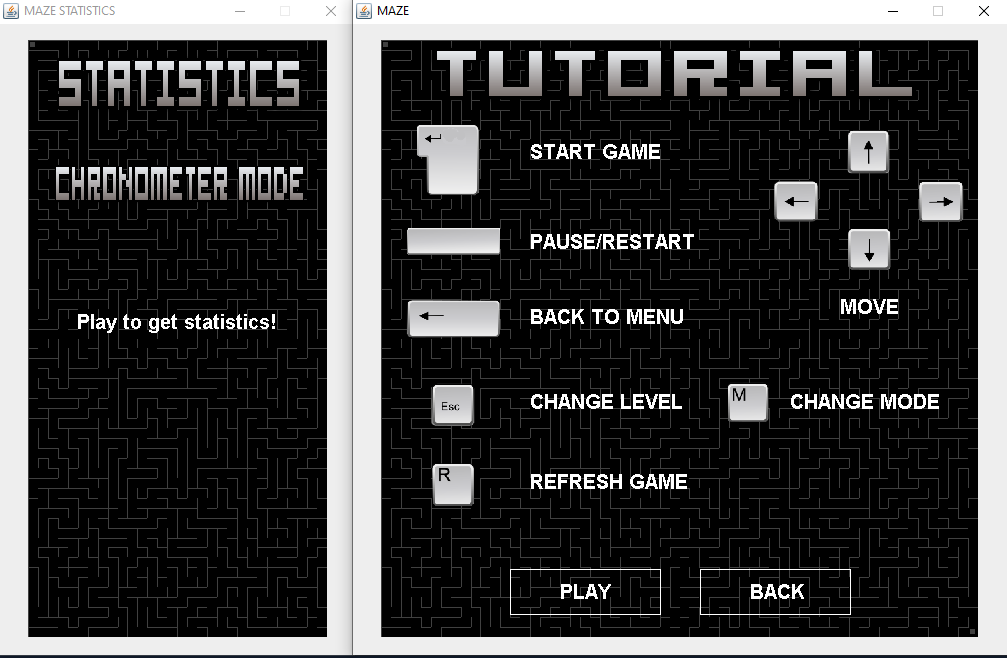 MAZE STATISTICS
STATISTICS
CHRONOMETER MODE
Play to get statistics!
MAZE
TUTORIAL
START GAME
PAUSE/RESTART
BACK TO MENU
MOVE
Esc
CHANGE LEVEL
M
CHANGE MODE
R
REFRESH GAME
PLAY
BACK